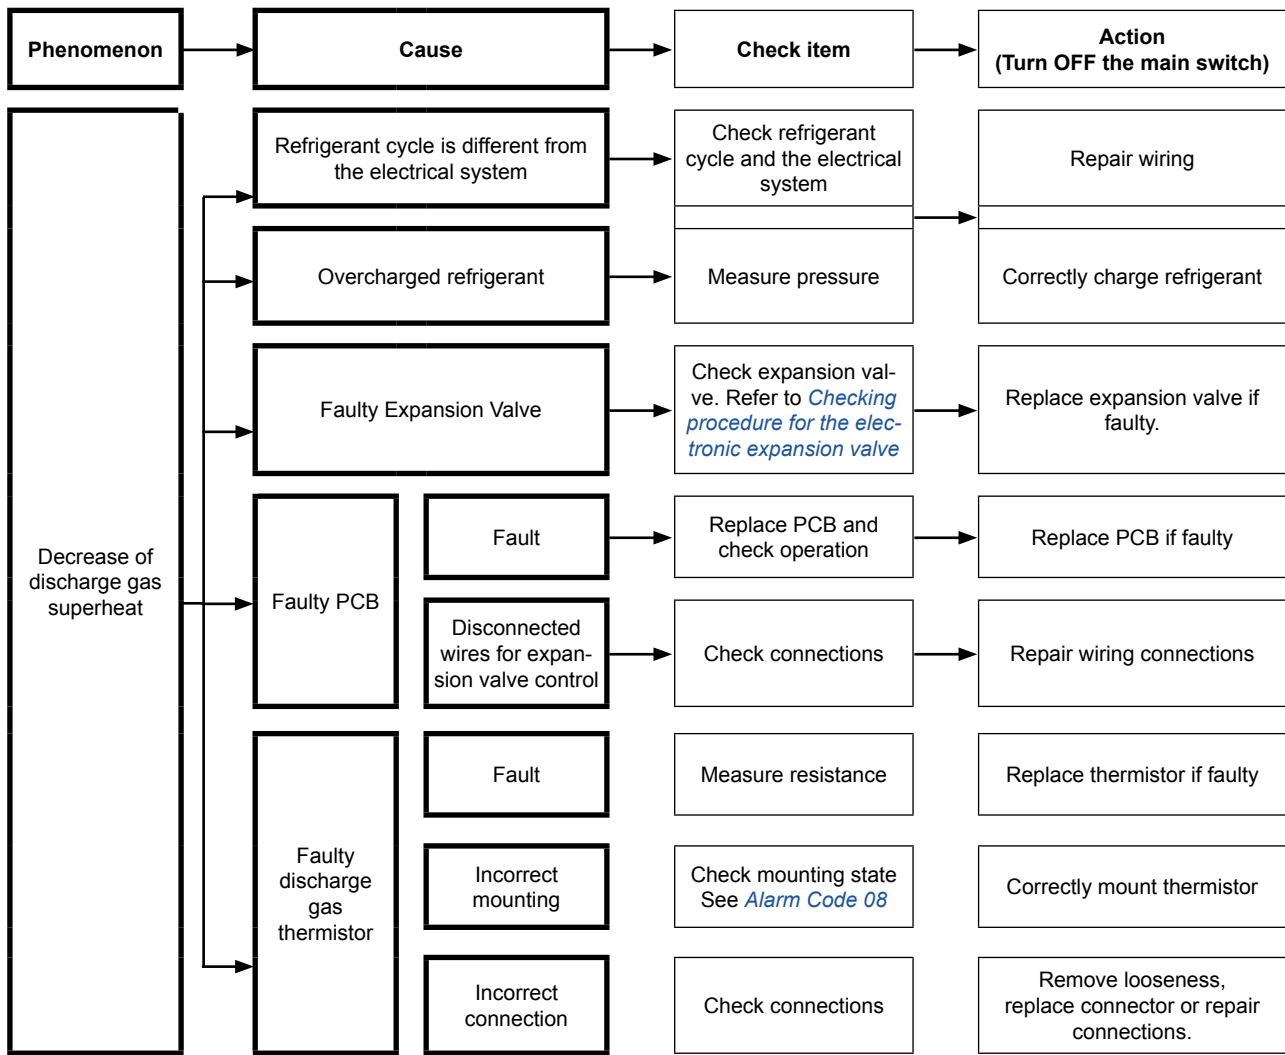 Phenomenon
Cause
Check item
Action
(Turn OFF the main switch)
Decrease of
discharge gas
superheat
Refrigerant cycle is different from
the electrical system
Check refrigerant
cycle and the electrical
system
Repair wiring
Overcharged refrigerant
Measure pressure
Correctly charge refrigerant
Faulty Expansion Valve
Check expansion val-
ve. Refer to Checking
procedure for the elec-
tronic expansion valve
Replace expansion valve if
faulty.
Faulty PCB
Fault
Replace PCB and
check operation
Replace PCB if faulty
Disconnected
wires for expan-
sion valve control
Check connections
Repair wiring connections
Faulty
discharge
gas
thermistor
Fault
Measure resistance
Replace thermistor if faulty
Incorrect
mounting
Check mounting state
See Alarm Code 08
Correctly mount thermistor
Incorrect
connection
Check connections
Remove looseness,
replace connector or repair
connections.